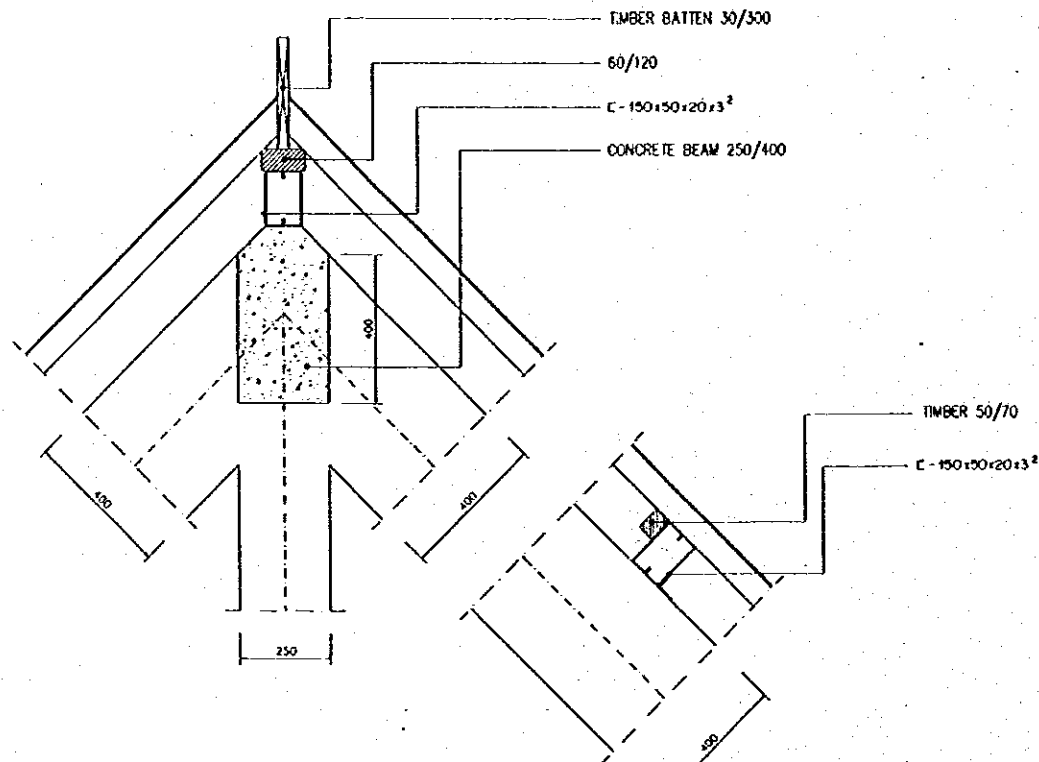 TIMBER BATTEN 30/300
60/120
C-150x50x20x3²
CONCRETE BEAM 250/400
400
TIMBER 50/70
C-150x50x20x3²
400
400
250
400